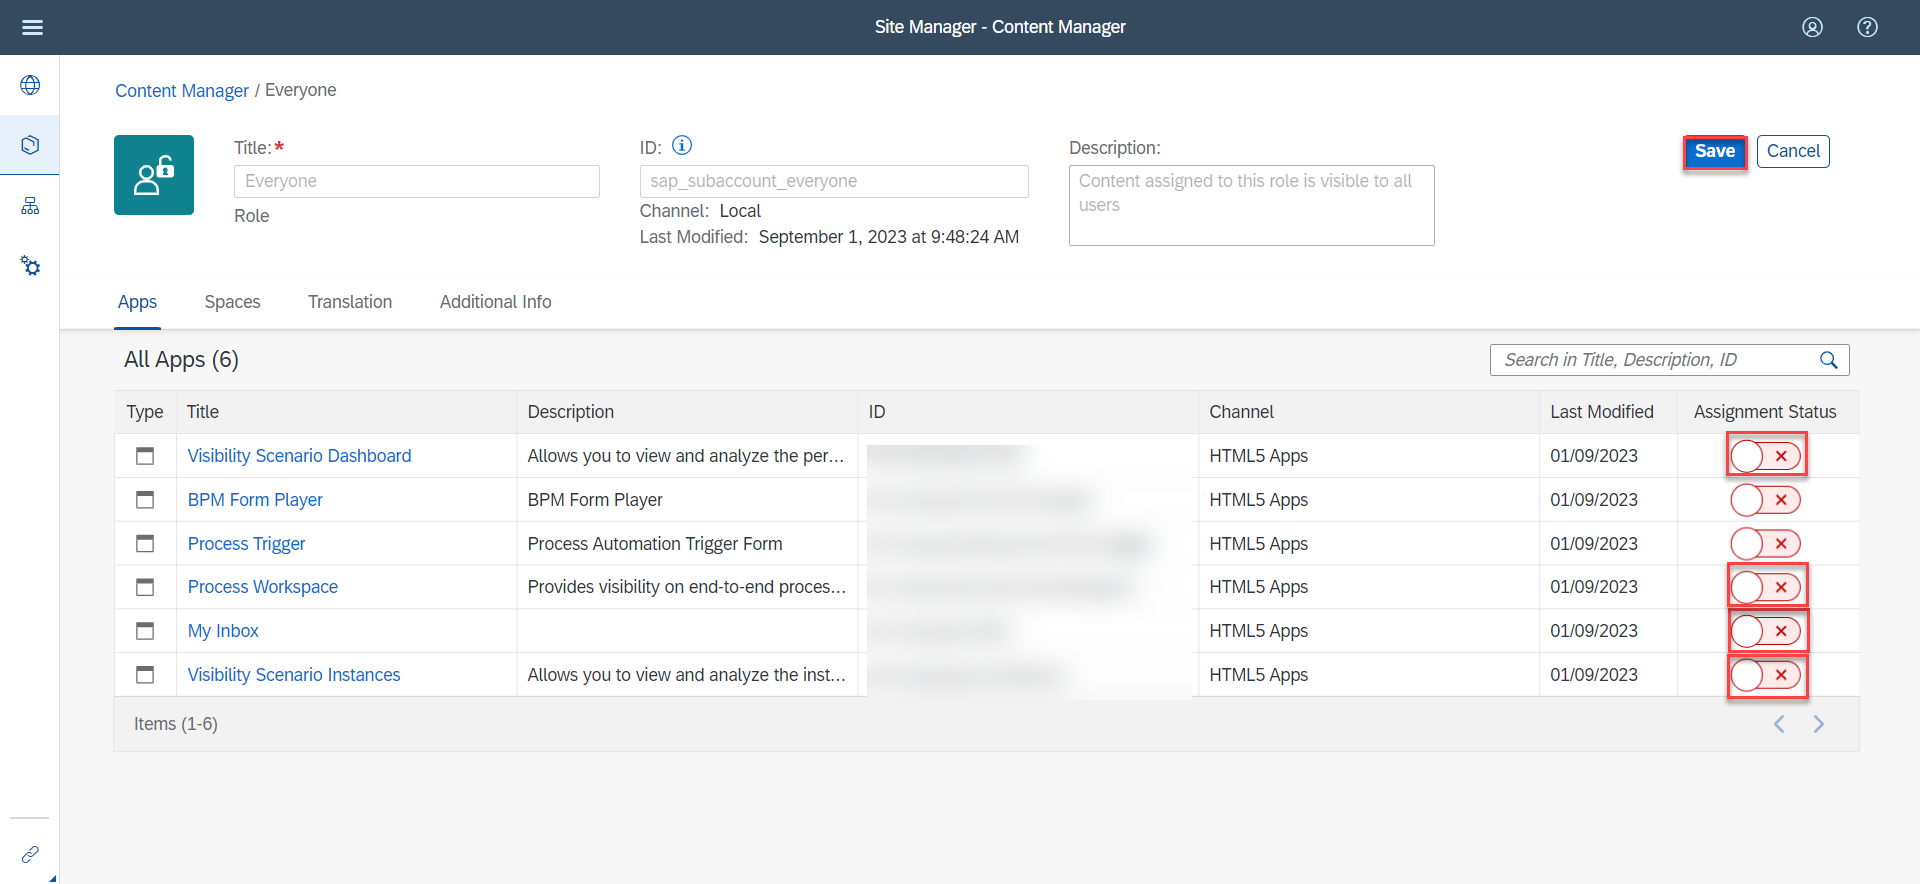 Site Manager - Content Manager
Content Manager / Everyone
Title:*
Everyone
Role
ID:
sap_subaccount_everyone
Channel: Local
Last Modified: September 1, 2023 at 9:48:24 AM
Description:
Content assigned to this role is visible to all
users
Save
Cancel
Apps Spaces Translation Additional Info
All Apps (6)
Search in Title, Description, ID
Type Title Description ID Channel Last Modified Assignment Status
Visibility Scenario Dashboard Allows you to view and analyze the per... HTML5 Apps 01/09/2023
BPM Form Player BPM Form Player HTML5 Apps 01/09/2023
Process Trigger Process Automation Trigger Form HTML5 Apps 01/09/2023
Process Workspace Provides visibility on end-to-end proces... HTML5 Apps 01/09/2023
My Inbox HTML5 Apps 01/09/2023
Visibility Scenario Instances Allows you to view and analyze the inst... HTML5 Apps 01/09/2023
Items (1-6)